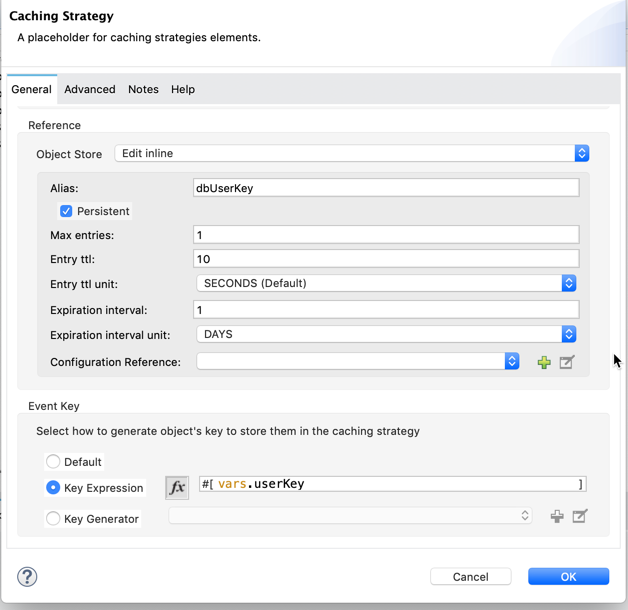 Caching Strategy
A placeholder for caching strategies elements.
General Advanced Notes Help
Reference
Object Store Edit inline
Alias: dbUserKey
Persistent
Max entries: 1
Entry ttl: 10
Entry ttl unit: SECONDS (Default)
Expiration interval: 1
Expiration interval unit: DAYS
Configuration Reference:
Event Key
Select how to generate object's key to store them in the caching strategy
Default
Key Expression fx #[ vars.userKey ]
Key Generator
? Cancel OK